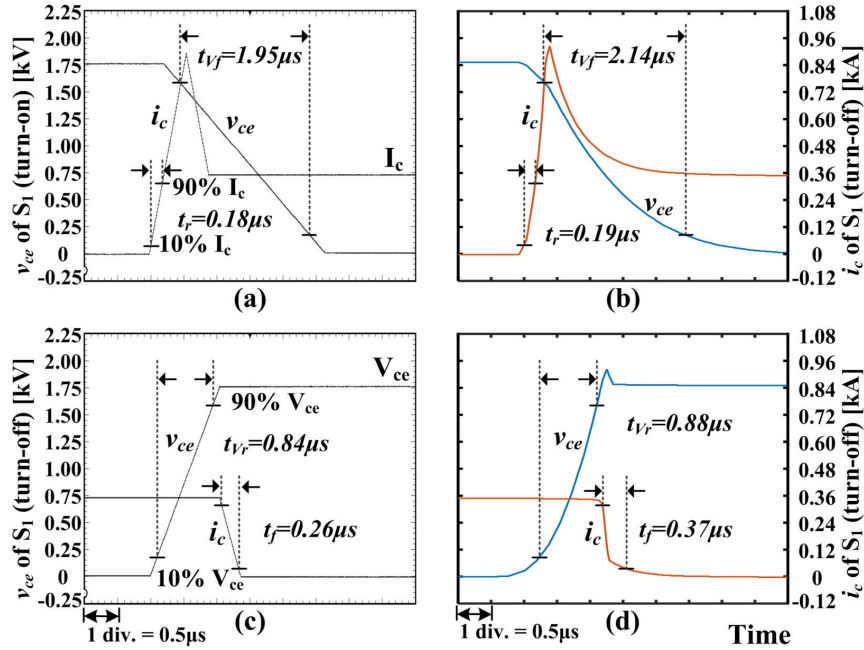 v_ce of S_1 (turn-on) [kV]
2.25
2.00
1.75
1.50
1.25
0.75
0.25
0
-0.25
t_Vf=1.95μs
i_c
v_ce
I_c
90% I_c
t_r=0.18μs
10% I_c
(a)
t_Vf=2.14μs
i_c
v_ce
t_r=0.19μs
(b)
1.08
0.96
0.84
0.72
0.60
0.48
0.36
0.24
0.12
0
-0.12
i_c of S_1 (turn-off) [kA]
v_ce of S_1 (turn-off) [kV]
2.25
2.00
1.75
1.50
1.00
0.75
0.50
0.25
0
-0.25
V_ce
90% V_ce
v_ce
t_Vr=0.84μs
i_c
t_f=0.26μs
10% V_ce
(c)
1 div. = 0.5μs
v_ce
t_Vr=0.88μs
i_c
t_f=0.37μs
(d)
1 div. = 0.5μs
Time
1.08
0.96
0.84
0.72
0.60
0.48
0.36
0.24
0.12
0
-0.12
i_c of S_1 (turn-off) [kA]